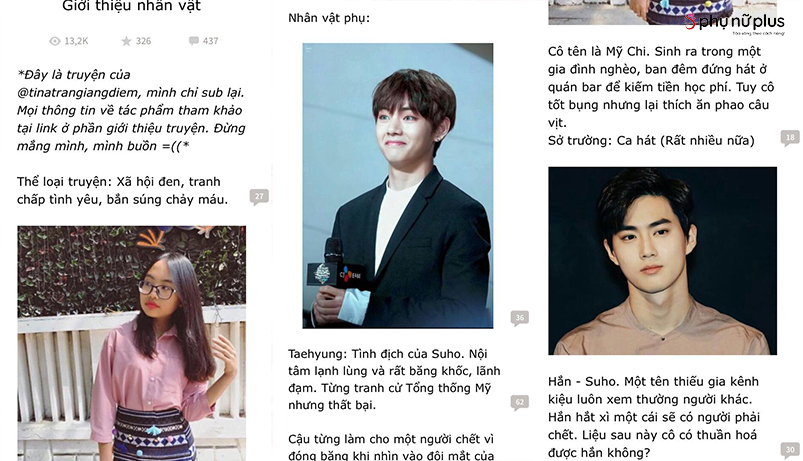 Giới thiệu nhân vật
13,2K
326
437
*Đây là truyện của
@tinatrangiangdiem, mình chỉ sub lại.
Mọi thông tin về tác phẩm tham khảo
tại link ở phần giới thiệu truyện. Đừng
mắng mình, mình buồn =((*
Thể loại truyện: Xã hội đen, tranh
chấp tình yêu, bắn súng chảy máu.
27
Nhân vật phụ:
36
Taehyung: Tình địch của Suho. Nội
tâm lạnh lùng và rất băng khốc, lãnh
đạm. Từng tranh cử Tổng thống Mỹ
nhưng thất bại.
62
Cậu từng làm cho một người chết vì
đóng băng khi nhìn vào đôi mắt của
phụ nữ plus
Cô tên là Mỹ Chi. Sinh ra trong một
gia đình nghèo, ban đêm đứng hát ở
quán bar để kiếm tiền học phí. Tuy cô
tốt bụng nhưng lại thích ăn phao câu
vịt.
18
Sở trường: Ca hát (Rất nhiều nữa)
Hắn - Suho. Một tên thiếu gia kênh
kiệu luôn xem thường người khác.
Hắn hắt xì một cái sẽ có người phải
chết. Liệu sau này cô có thuần hoá
được hắn không?
30